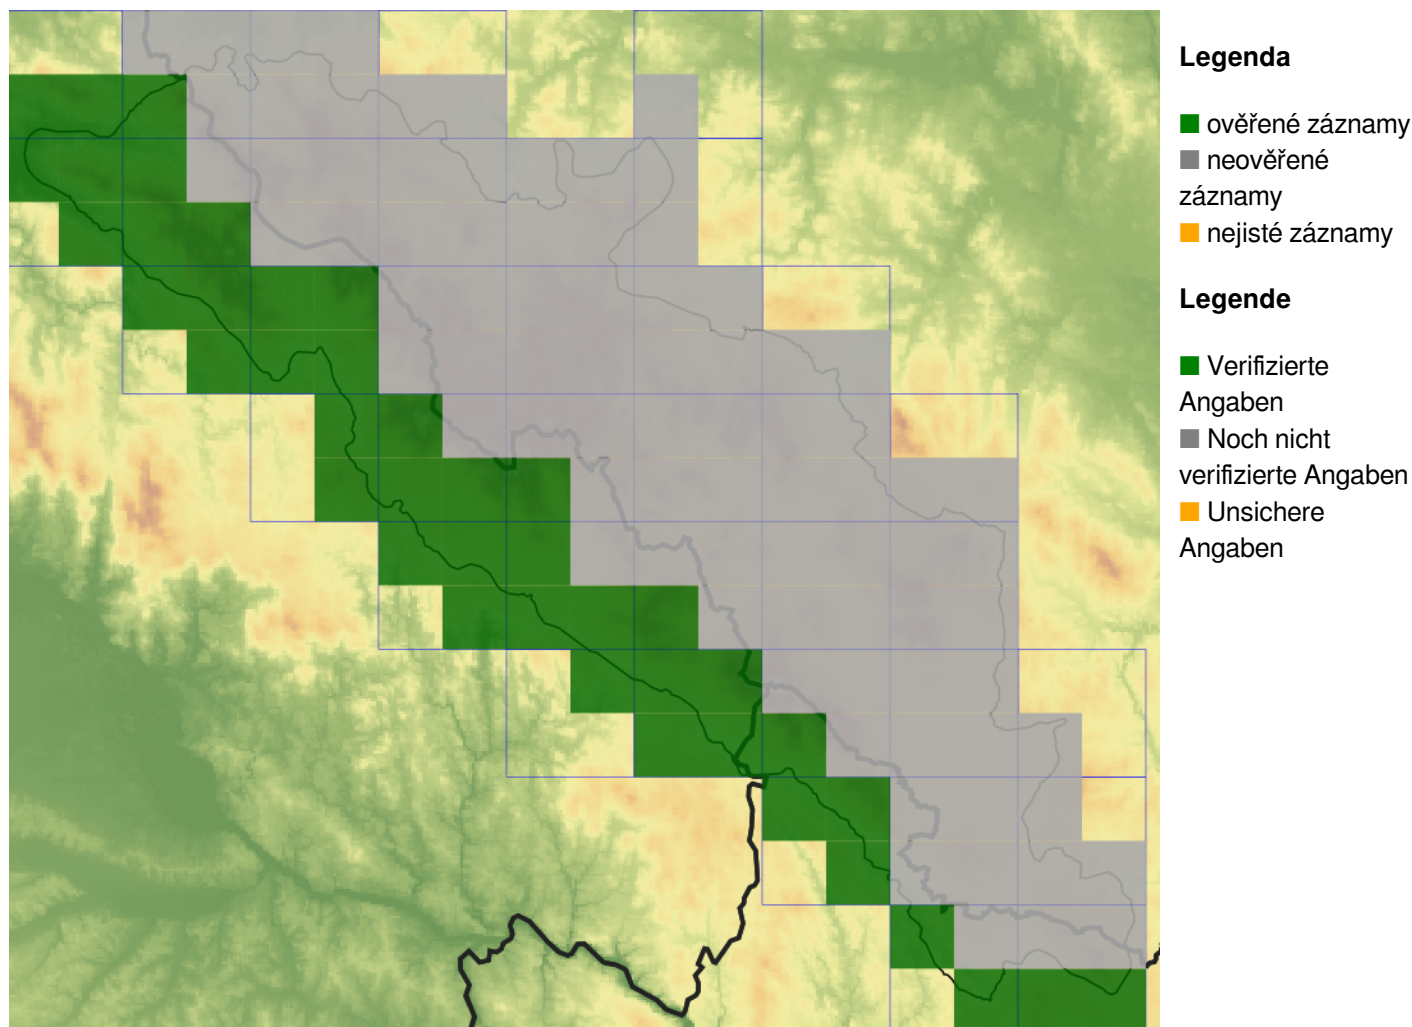 Legenda
ověřené záznamy
neověřené
záznamy
nejisté záznamy
Legende
Verifizierte
Angaben
Noch nicht
verifizierte Angaben
Unsichere
Angaben